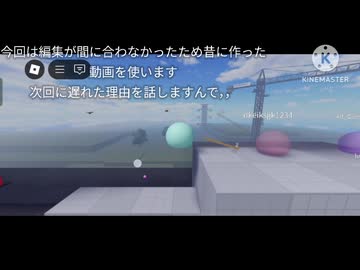 今回は編集が間に合わなかったため昔に作った
動画を使います
次回に遅れた理由を話しますんで，，
KINEMASTER